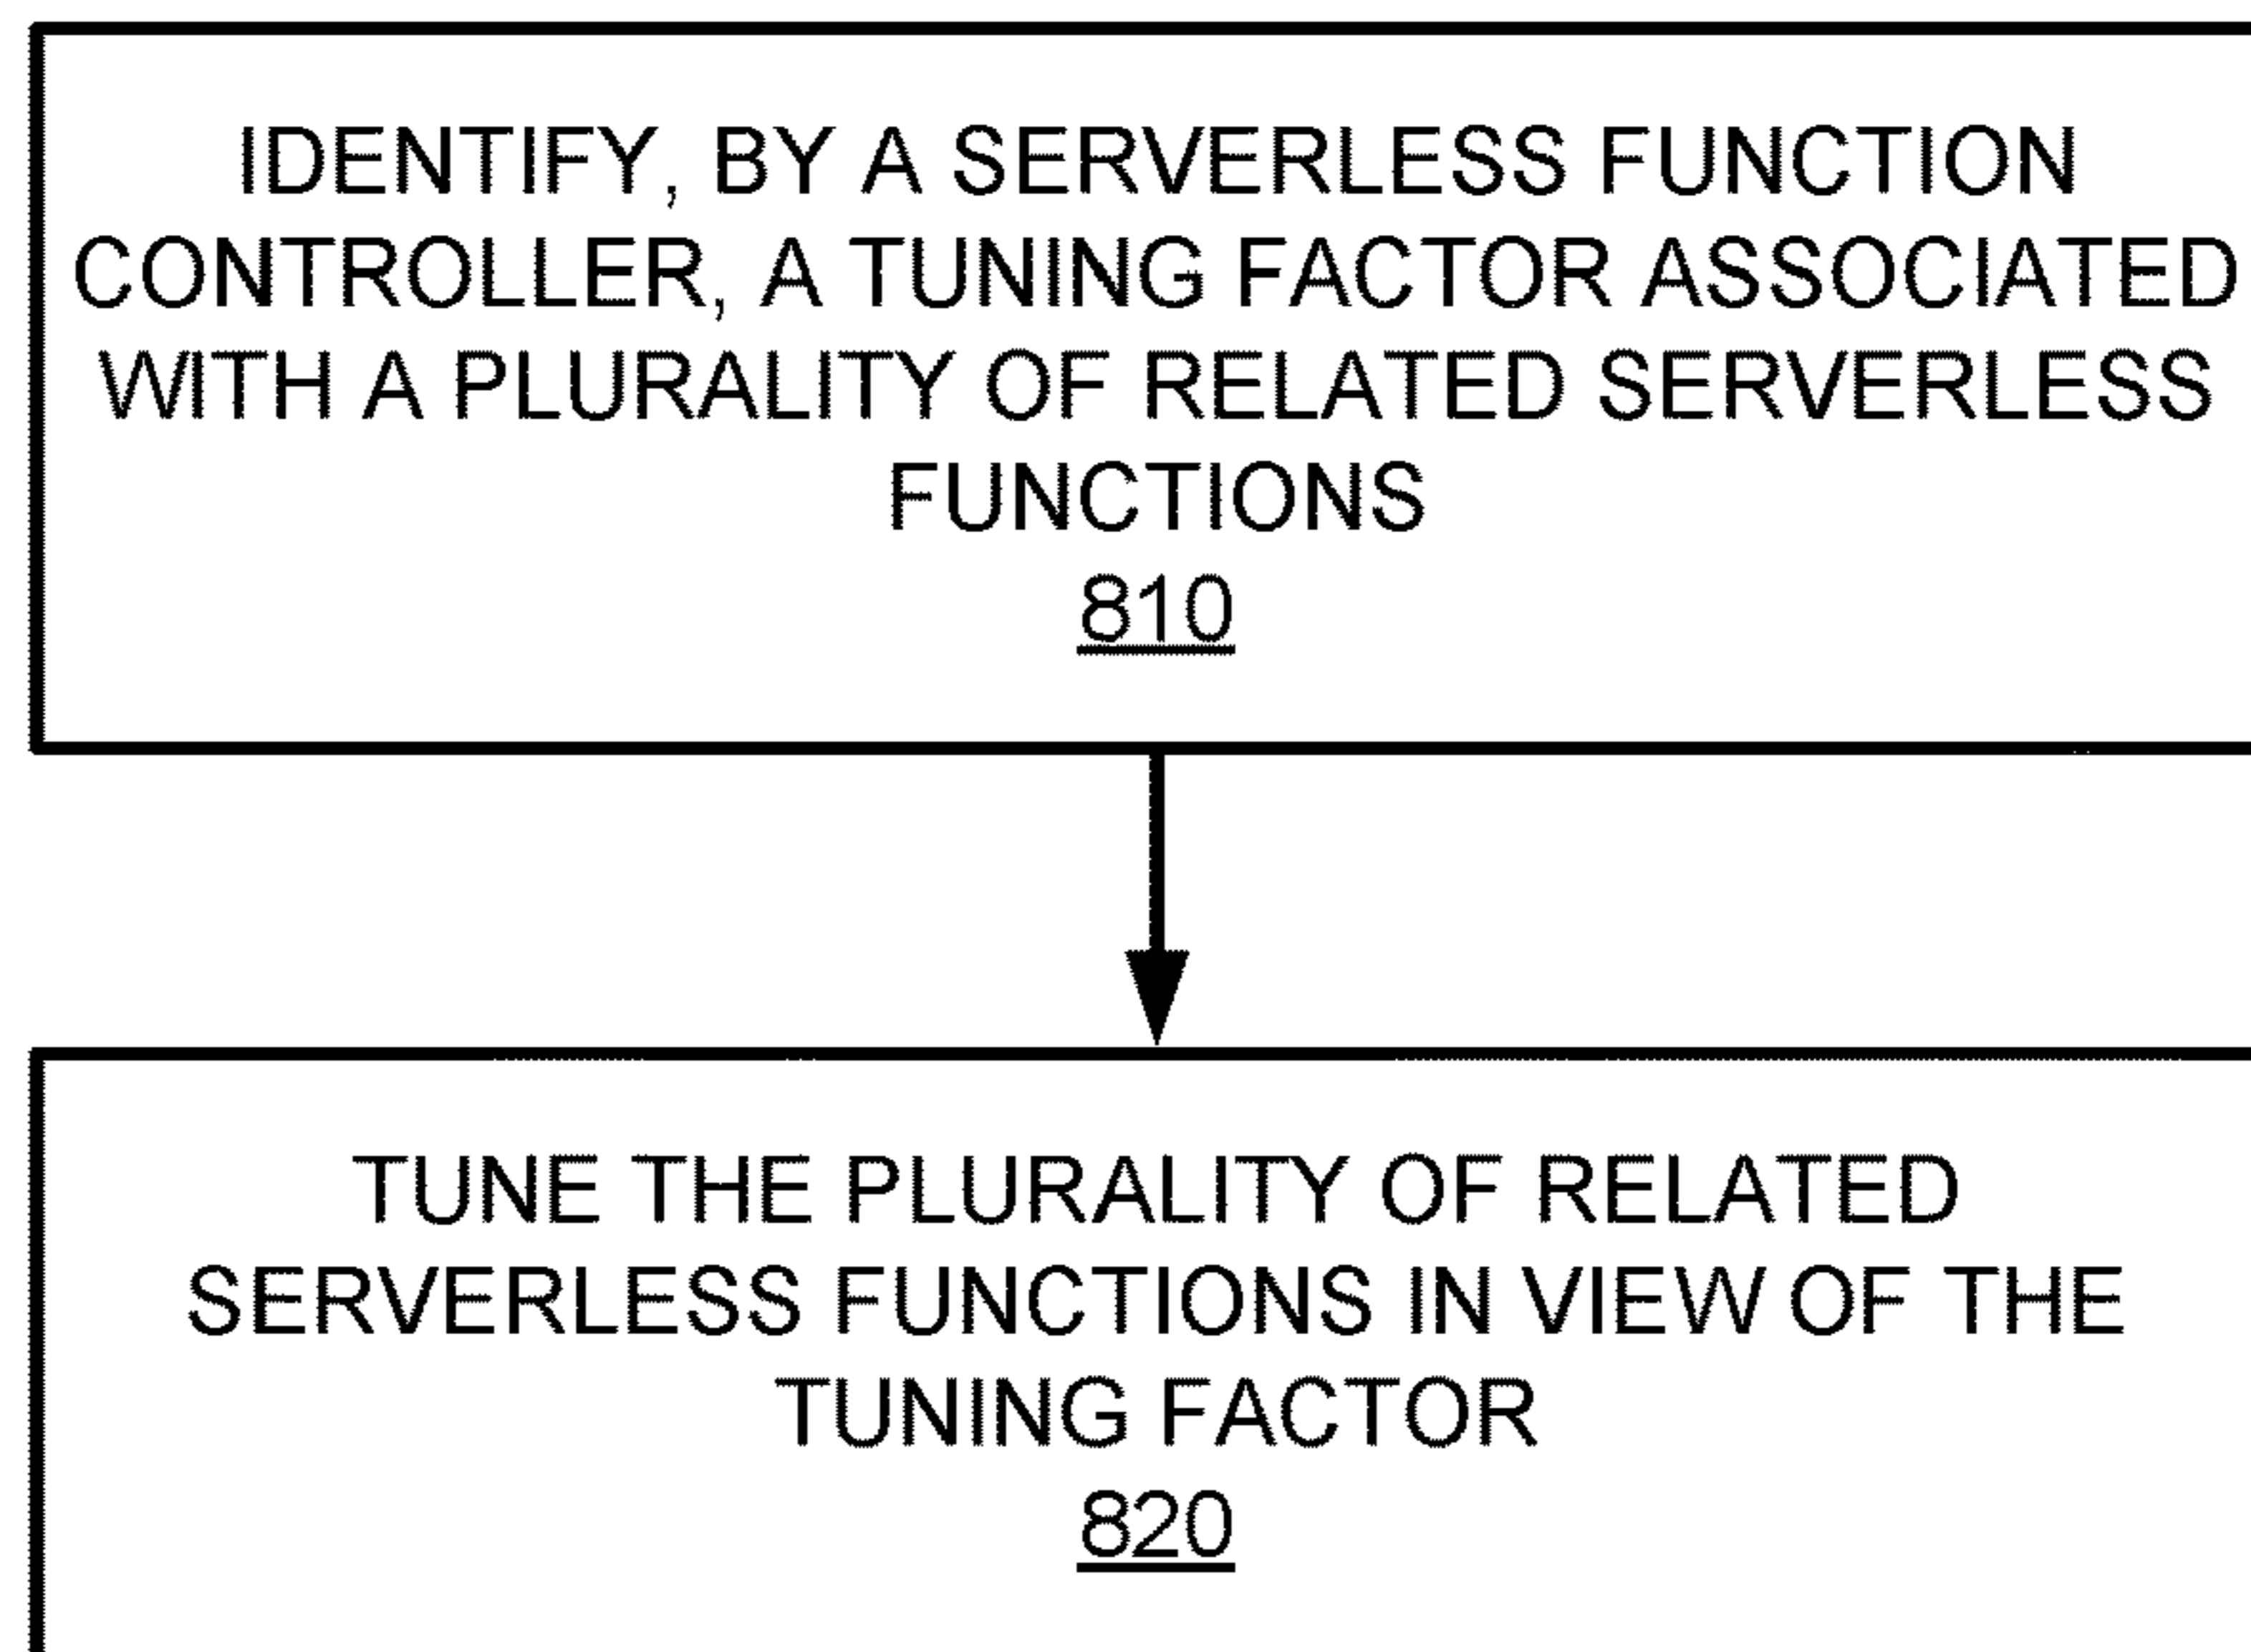 IDENTIFY, BY A SERVERLESS FUNCTION
CONTROLLER, A TUNING FACTOR ASSOCIATED
WITH A PLURALITY OF RELATED SERVERLESS
FUNCTIONS
810
TUNE THE PLURALITY OF RELATED
SERVERLESS FUNCTIONS IN VIEW OF THE
TUNING FACTOR
820